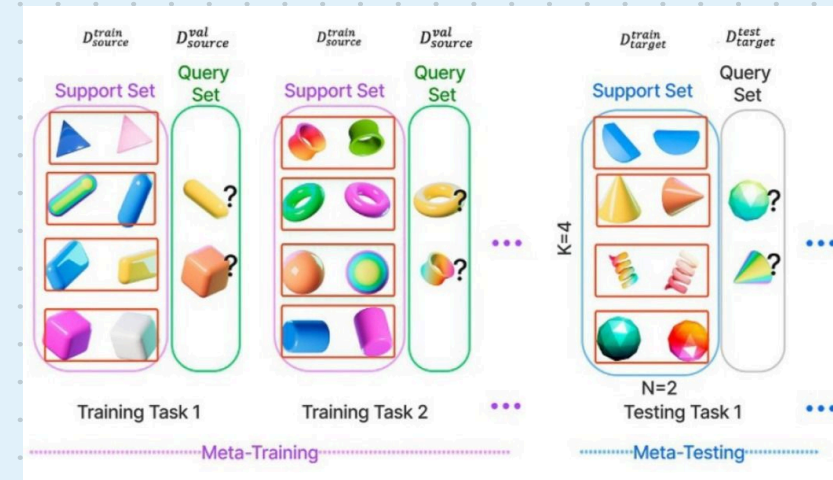 D_source^train D_source^val D_source^train D_source^val D_target^train D_target^test
Support Set Query Set Support Set Query Set Support Set Query Set
? ? ?
? ? ?
K=4
N=2
Training Task 1 Training Task 2 Testing Task 1
Meta-Training Meta-Testing